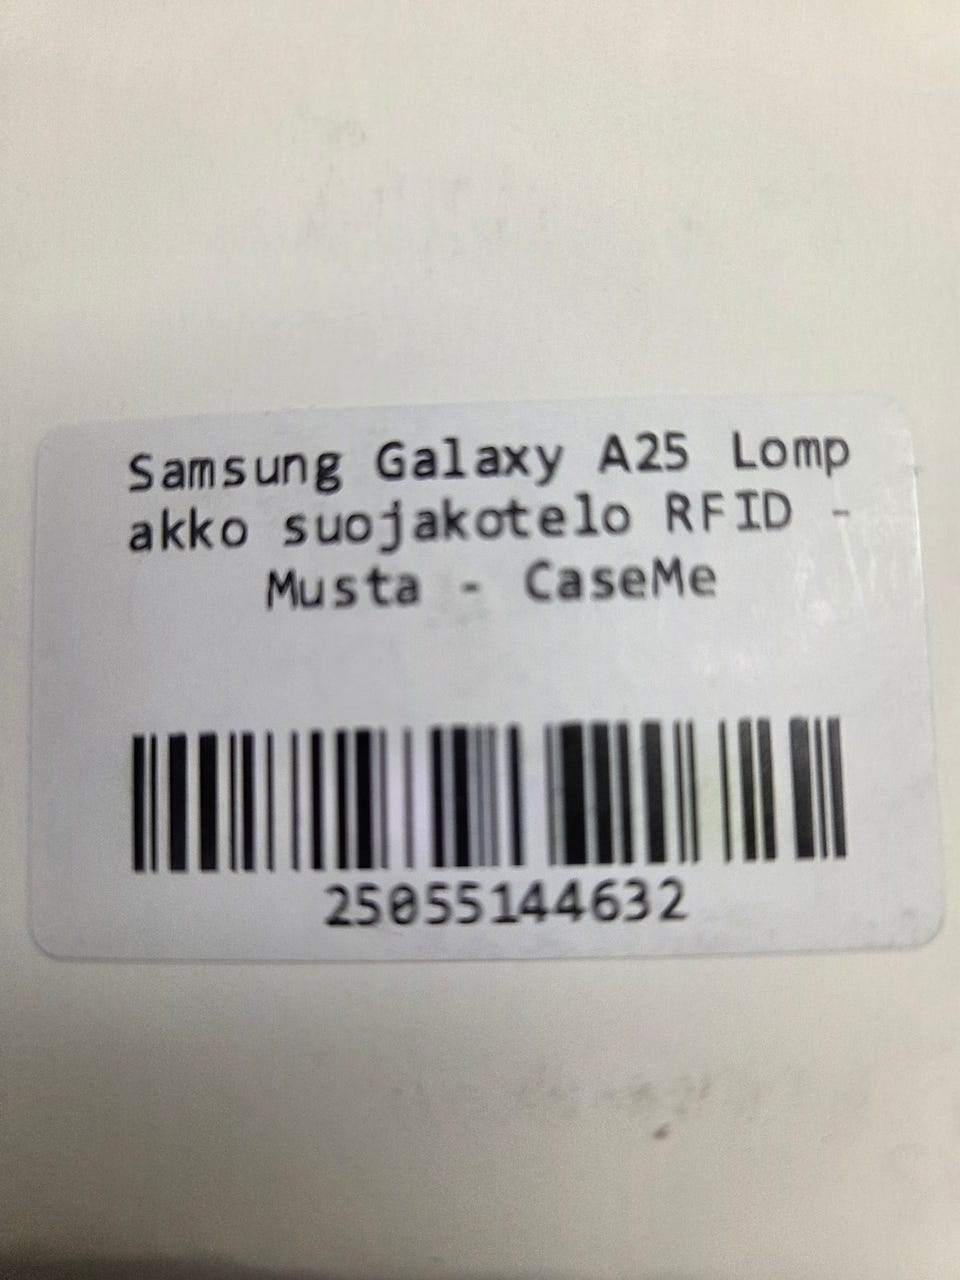 Samsung Galaxy A25 Lomp
akko suojakotelo RFID -
Musta - CaseMe
25055144632